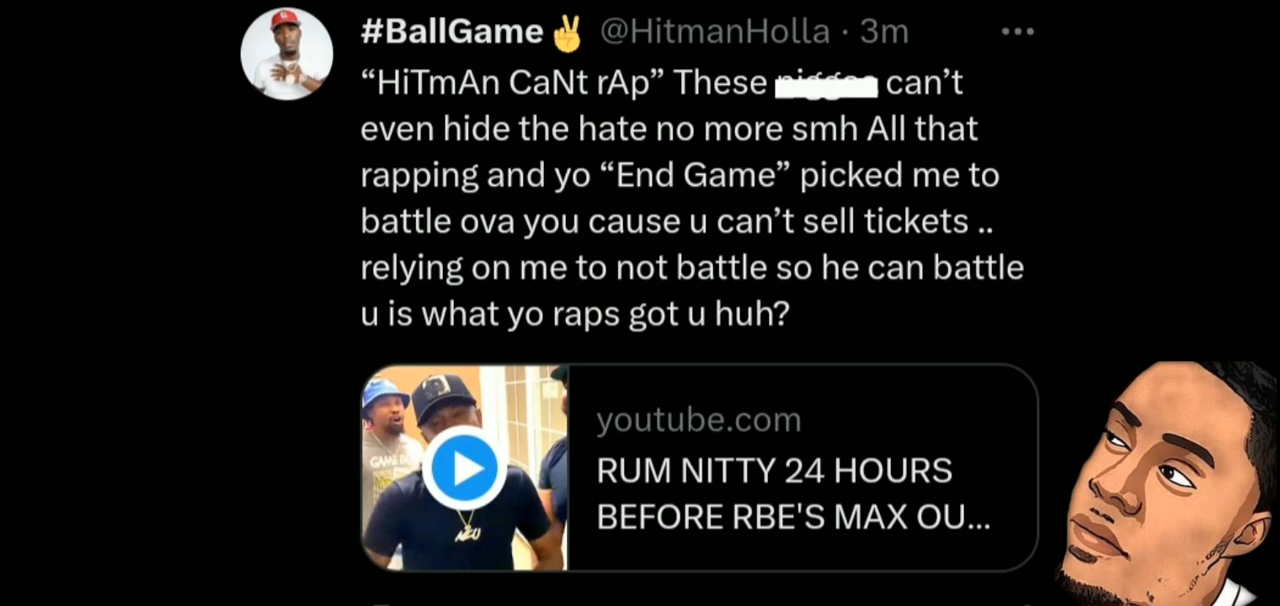 #BallGame✌️ @HitmanHolla · 3m
“HiTmAn CaNt rAp” These can’t
even hide the hate no more smh All that
rapping and yo “End Game” picked me to
battle ova you cause u can’t sell tickets ..
relying on me to not battle so he can battle
u is what yo raps got u huh?
youtube.com
GAME
RUM NITTY 24 HOURS
BEFORE RBE'S MAX OU...